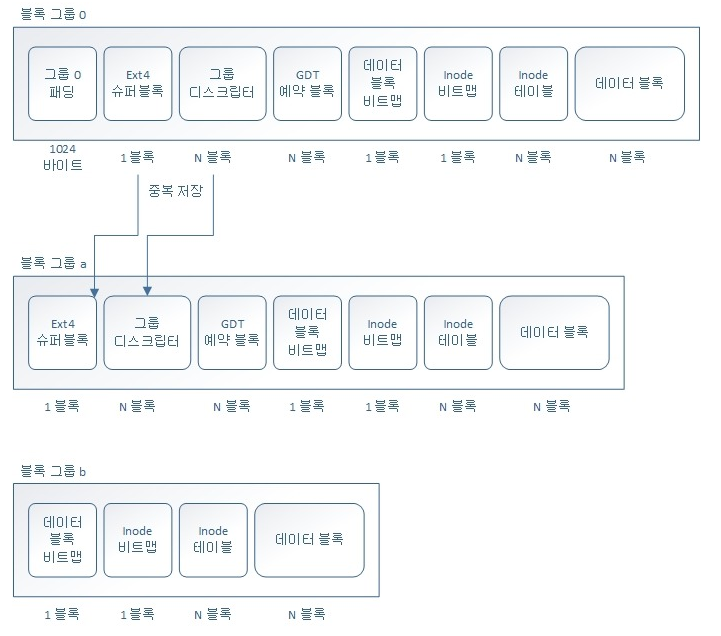 블록 그룹 0
그룹 0
패딩
Ext4
슈퍼블록
그룹
디스크립터
GDT
예약 블록
데이터
블록
비트맵
Inode
비트맵
Inode
테이블
데이터 블록
1024
바이트
1 블록
N 블록
N 블록
1 블록
1 블록
N 블록
N 블록
중복 저장
블록 그룹 a
Ext4
슈퍼블록
그룹
디스크립터
GDT
예약 블록
데이터
블록
비트맵
Inode
비트맵
Inode
테이블
데이터 블록
1 블록
N 블록
N 블록
1 블록
1 블록
N 블록
N 블록
블록 그룹 b
데이터
블록
비트맵
Inode
비트맵
Inode
테이블
데이터 블록
1 블록
1 블록
N 블록
N 블록